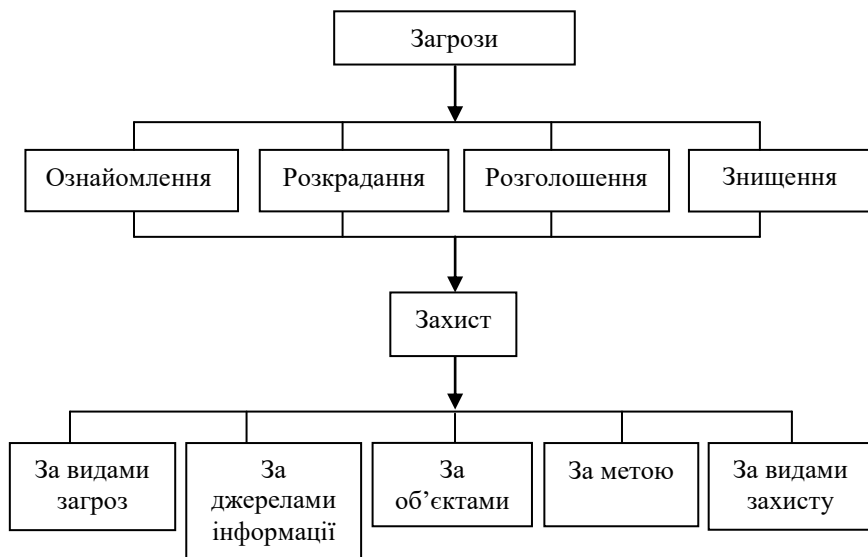 Загрози
Ознайомлення
Розкрадання
Розголошення
Знищення
Захист
За видами
загроз
За
джерелами
інформації
За
об’єктами
За метою
За видами
захисту